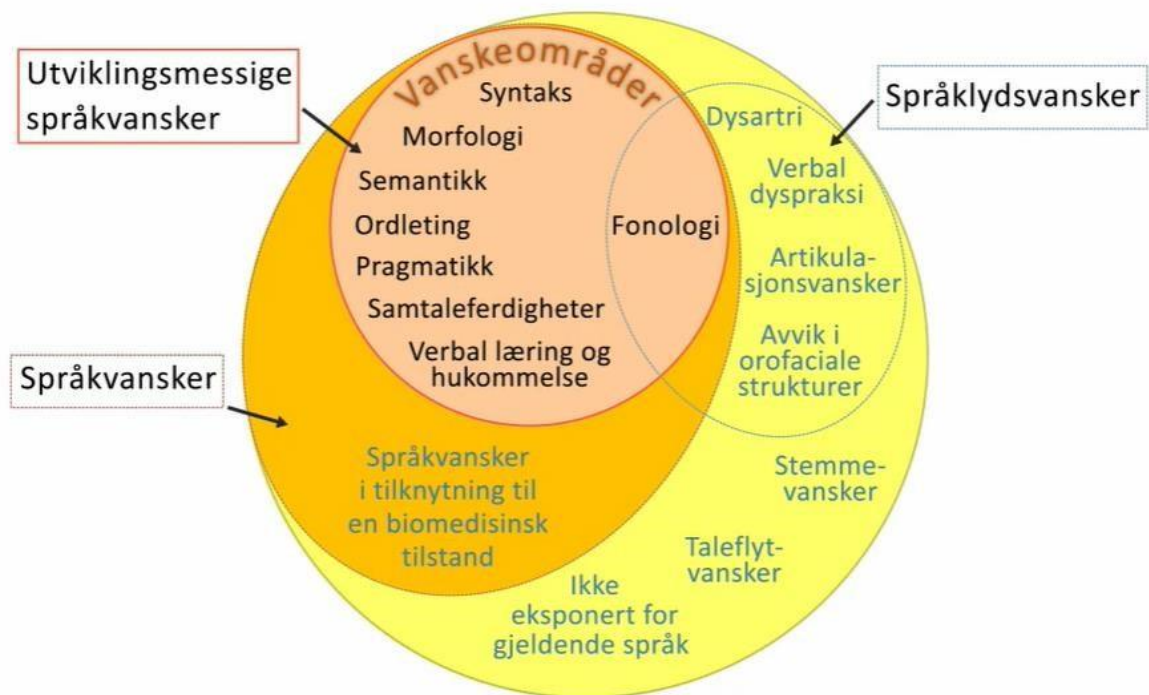 Vanskeområder
Utviklingsmessige
språkvansker
Syntaks
Morfologi
Semantikk
Ordleting
Pragmatikk
Samtaleferdigheter
Verbal læring og
hukommelse
Fonologi
Språklydsvansker
Dysartri
Verbal
dyspraksi
Artikula-
sjonsvansker
Avvik i
orofaciale
strukturer
Språkvansker
Språkvansker
i tilknytning til
en biomedisinsk
tilstand
Stemme-
vansker
Taleflyt-
vansker
Ikke
eksponert for
gjeldende språk